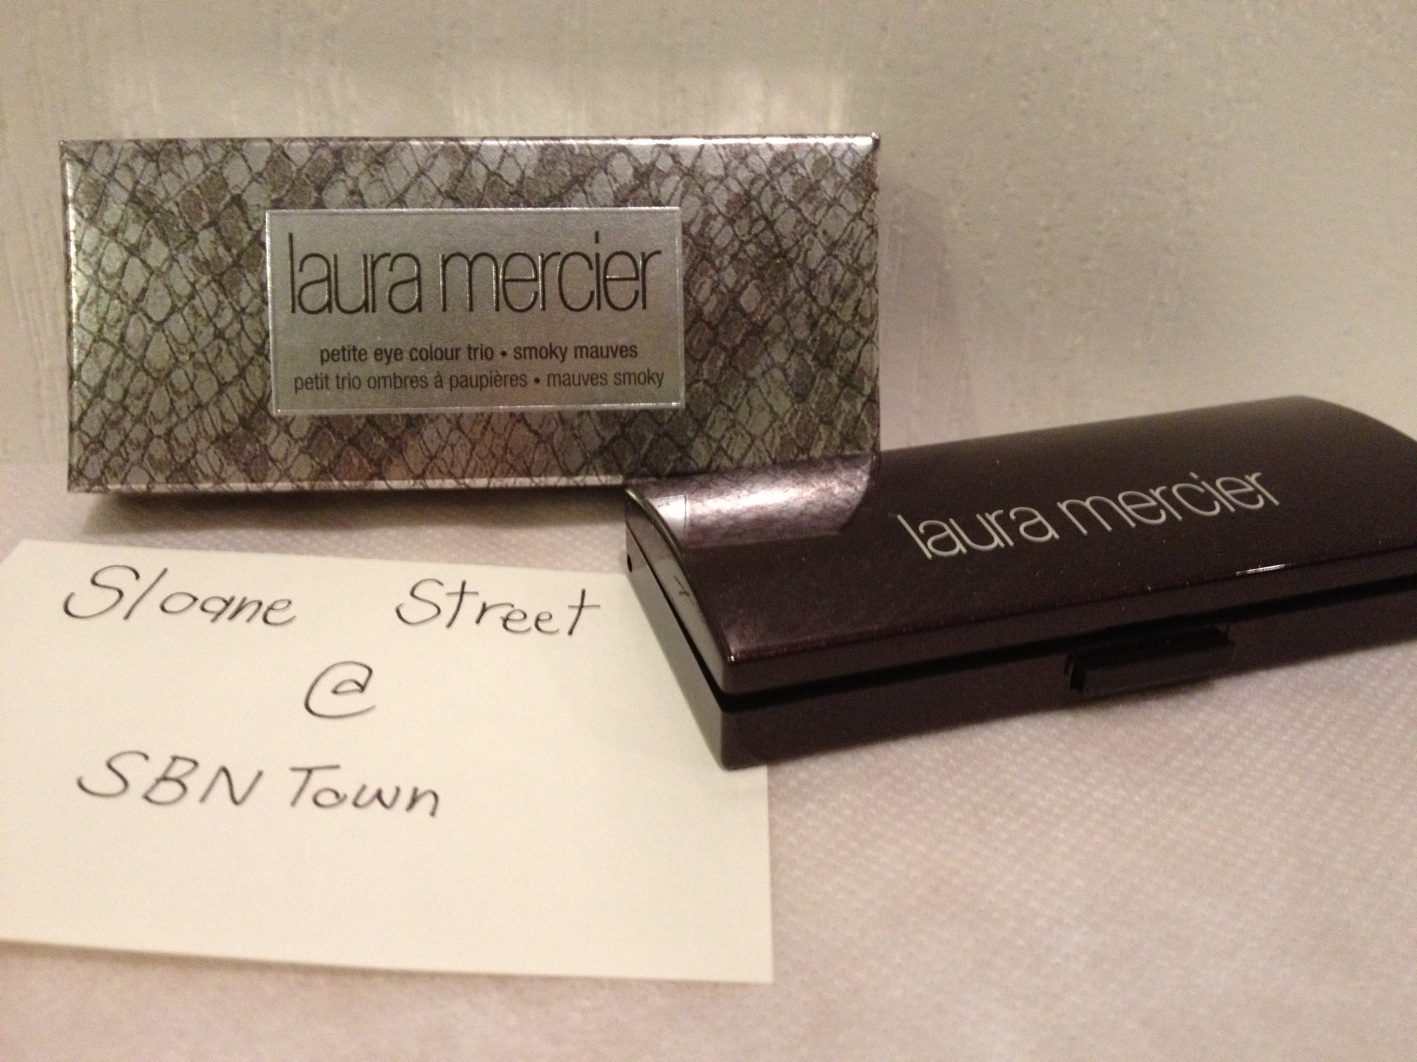 laura mercier
petite eye colour trio • smoky mauves
petit trio ombres à paupières • mauves smoky
laura mercier
Sloane Street
@
SBN Town